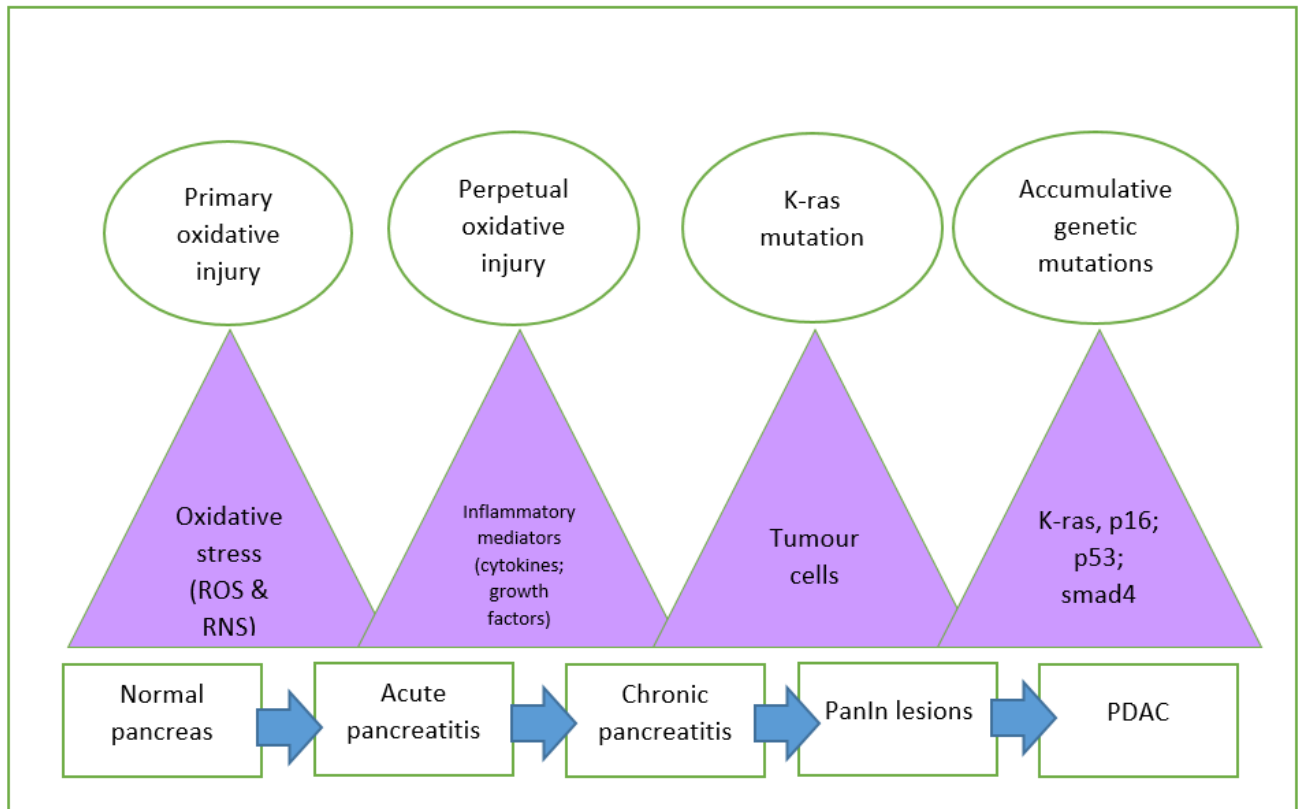 Primary
oxidative
injury
Perpetual
oxidative
injury
K-ras
mutation
Accumulative
genetic
mutations
Oxidative
stress
(ROS &
RNS)
Inflammatory
mediators
(cytokines;
growth
factors)
Tumour
cells
K-ras, p16;
p53;
smad4
Normal
pancreas
Acute
pancreatitis
Chronic
pancreatitis
PanIn lesions
PDAC